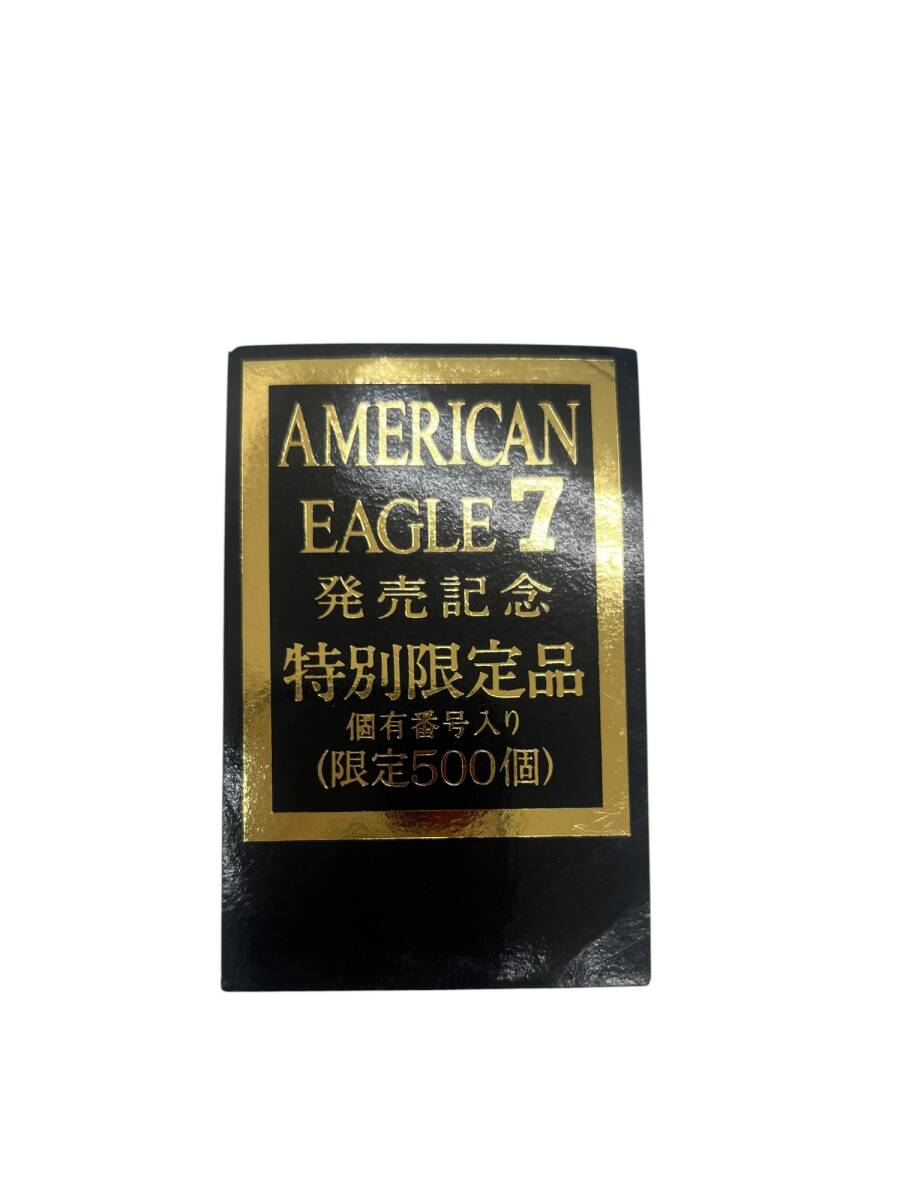 AMERICAN
EAGLE 7
発売記念
特別限定品
個有番号入り
(限定500個)